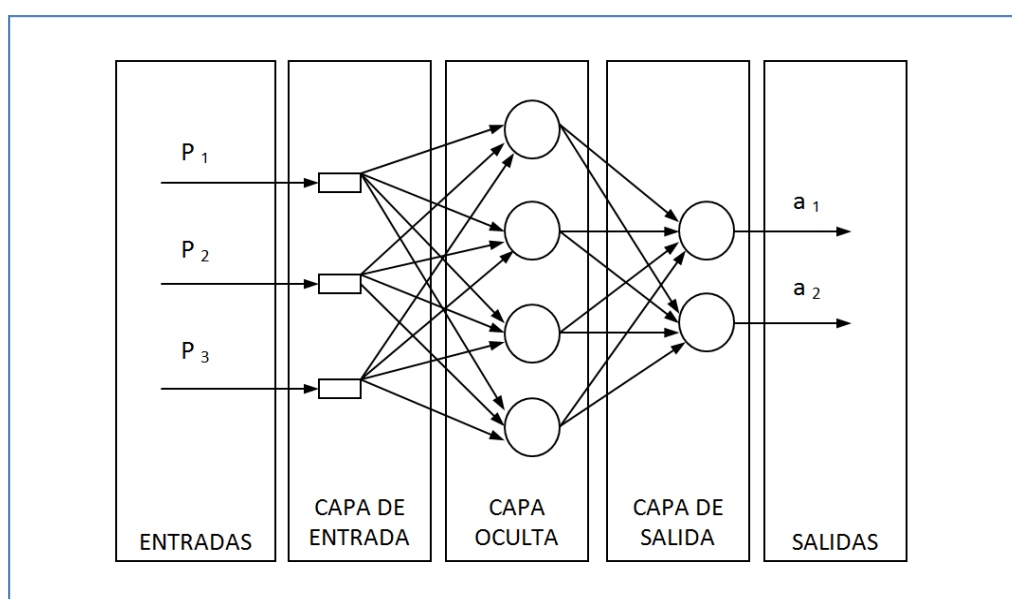 P 1
P 2
P 3
a 1
a 2
ENTRADAS
CAPA DE
ENTRADA
CAPA
OCULTA
CAPA DE
SALIDA
SALIDAS